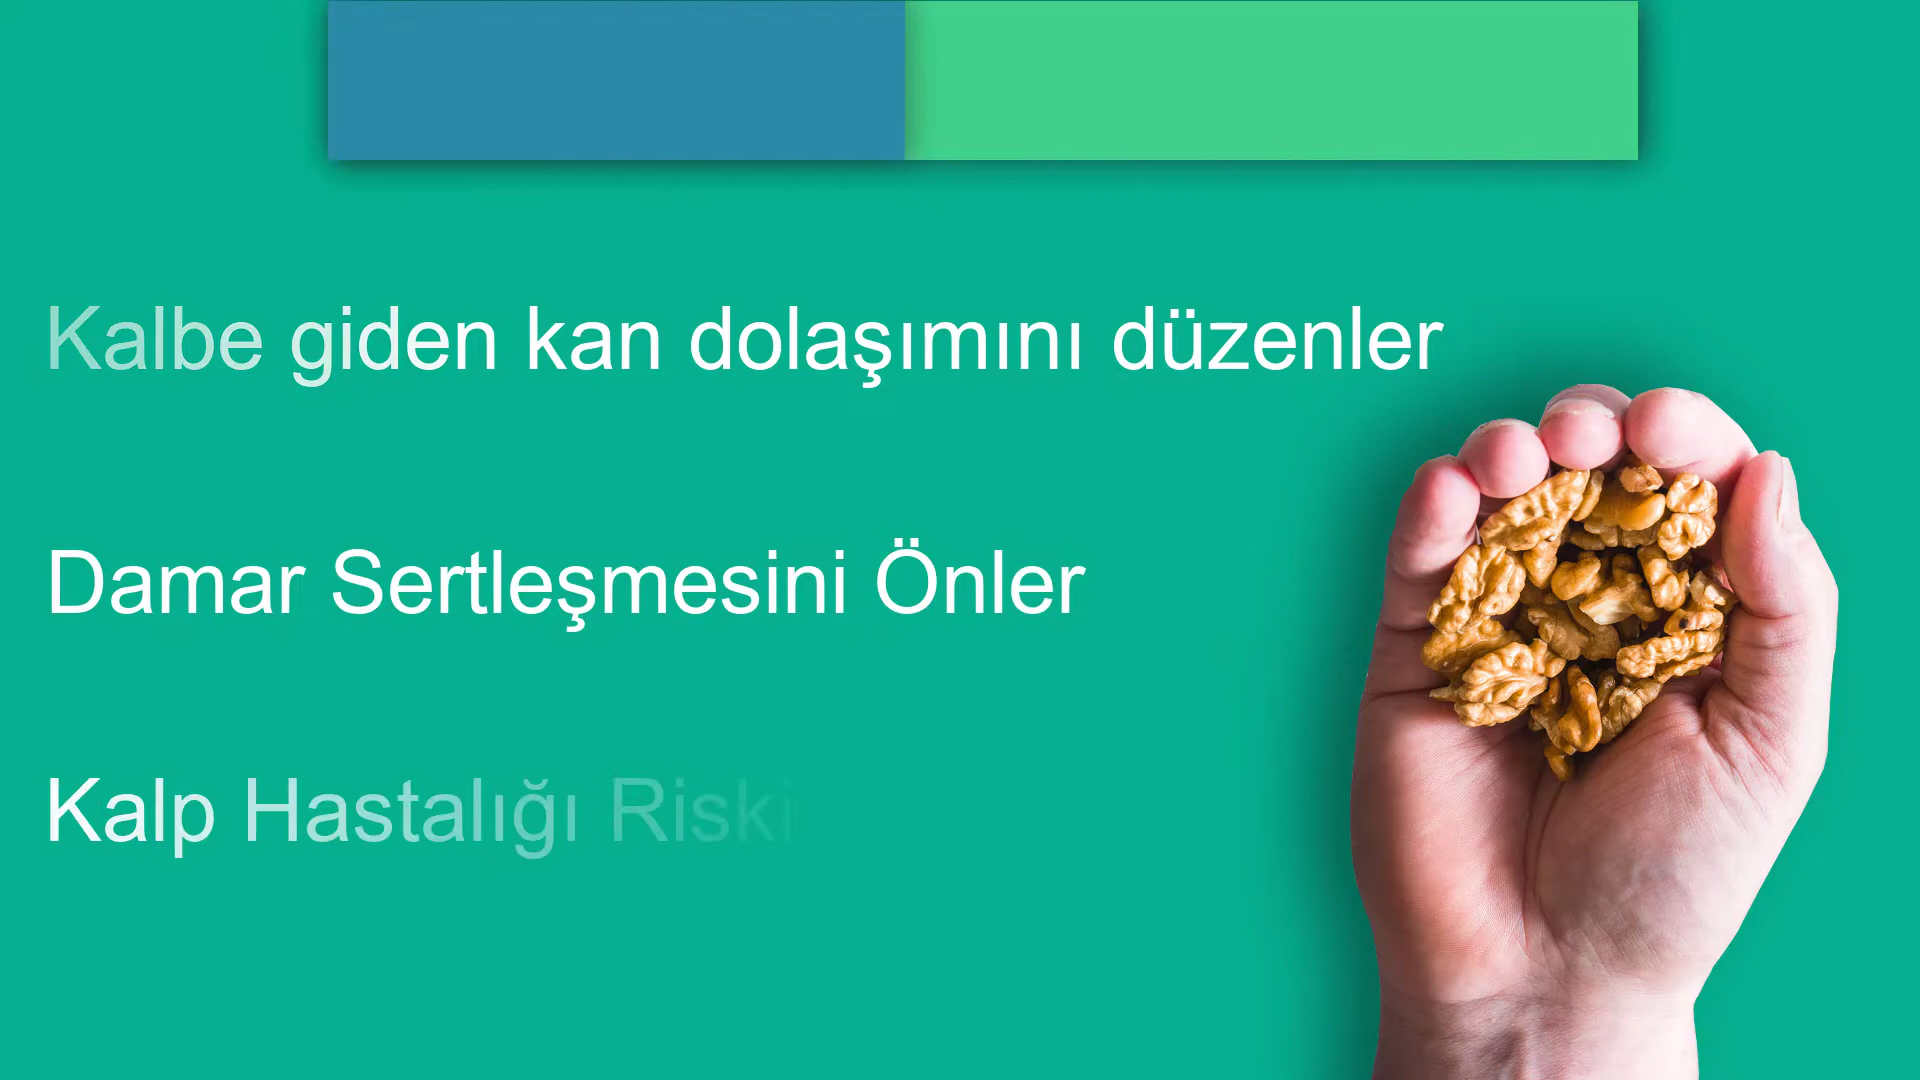 Kalbe giden kan dolaşımını düzenler
Damar Sertleşmesini Önler
Kalp Hastalığı Riski